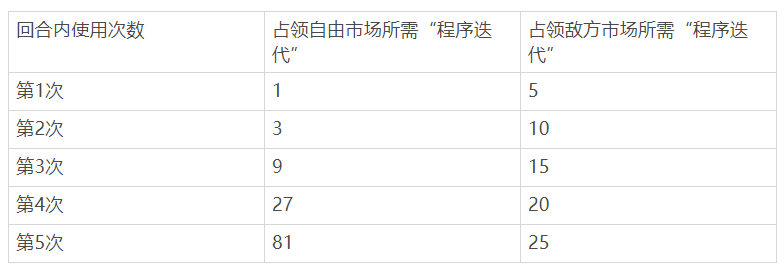 回合内使用次数 占领自由市场所需“程序迭 占领敌方市场所需“程序迭
代” 代”
第1次 1 5
第2次 3 10
第3次 9 15
第4次 27 20
第5次 81 25